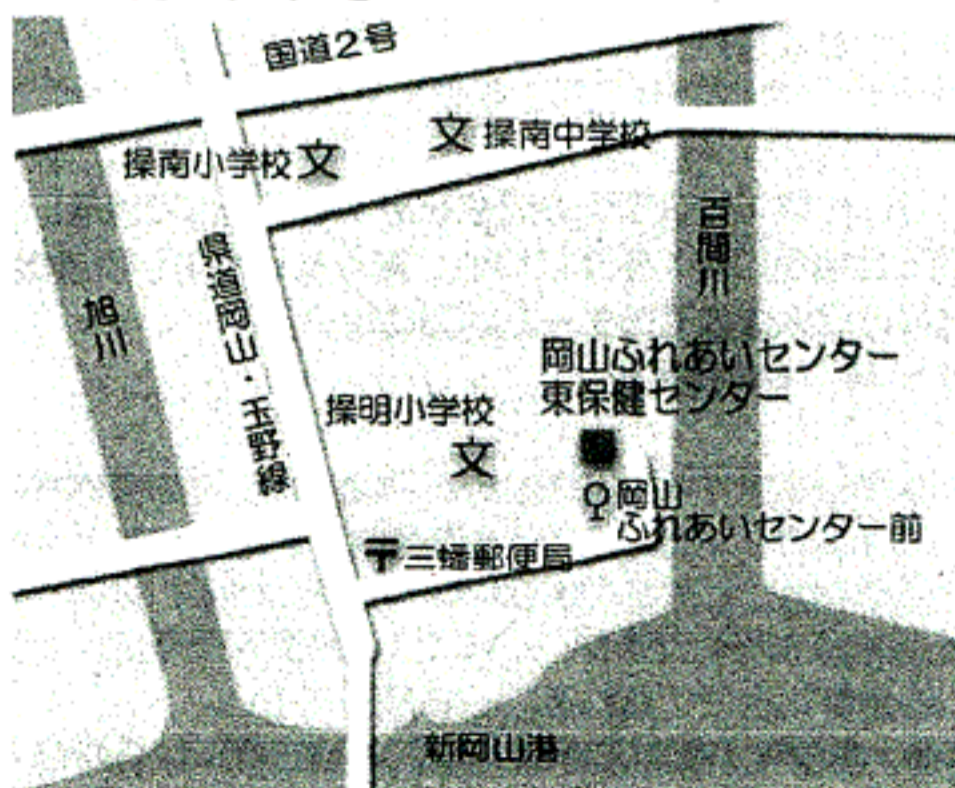 国道2号
文 操南中学校
操南小学校 文
百間川
県道岡山・玉野線
旭川
岡山ふれあいセンター
東保健センター
操明小学校
文
岡山
ふれあいセンター前
〒三蟠郵便局
新岡山港